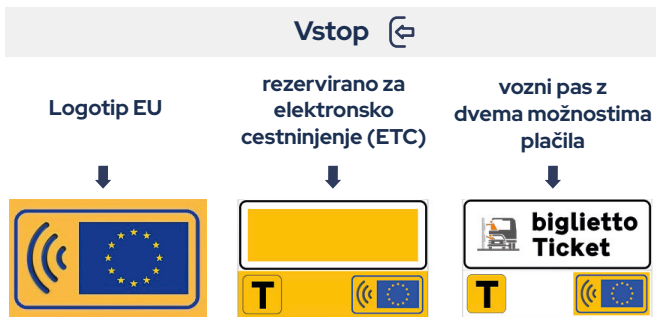 Vstop
Logotip EU
rezervirano za
elektronsko
cestninjenje (ETC)
vozni pas z
dvema možnostima
plačila
T
biglietto
Ticket
T